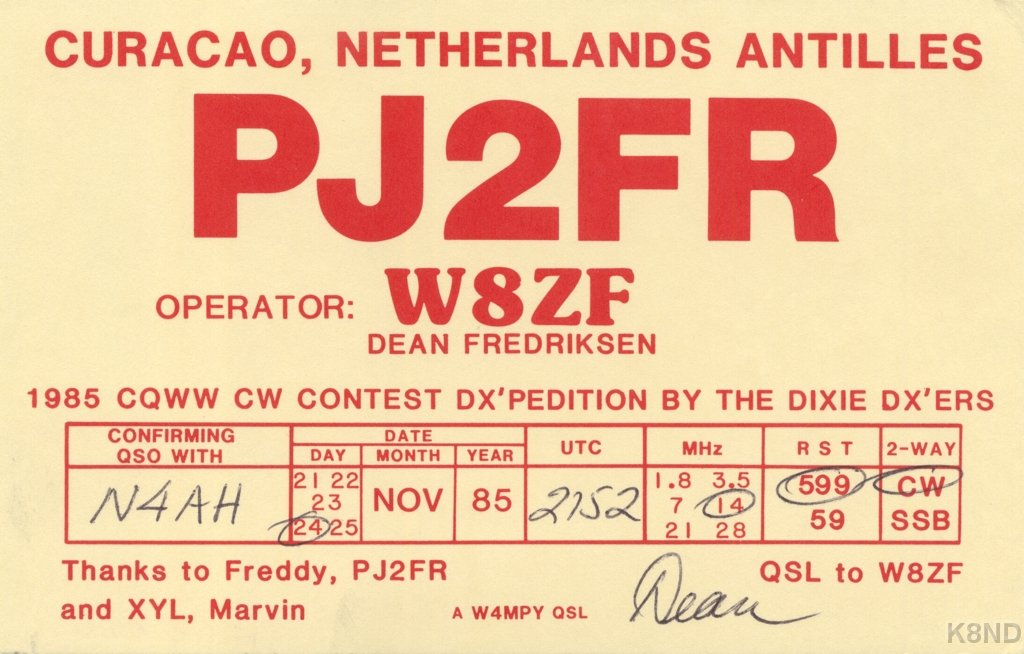 CURACAO, NETHERLANDS ANTILLES
PJ2FR
OPERATOR: W8ZF
DEAN FREDRIKSEN
1985 CQWW CW CONTEST DX'PEDITION BY THE DIXIE DX'ERS
CONFIRMING QSO WITH
DATE
DAY MONTH YEAR
UTC
MHz
R S T
2-WAY
N4AH
21 22
23
24 25
NOV
85
2152
1.8 3.5
7 14
21 28
599
59
CW
SSB
Thanks to Freddy, PJ2FR
and XYL, Marvin
A W4MPY QSL
Dean
QSL to W8ZF
K8ND